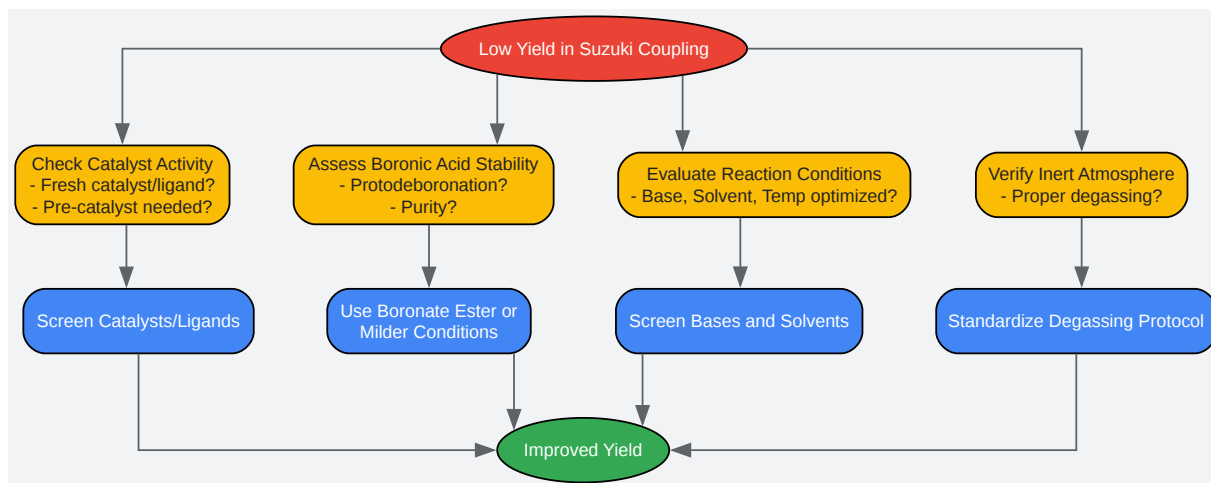 Low Yield in Suzuki Coupling
Check Catalyst Activity
- Fresh catalyst/ligand?
- Pre-catalyst needed?
Assess Boronic Acid Stability
- Protodeboronation?
- Purity?
Evaluate Reaction Conditions
- Base, Solvent, Temp optimized?
Verify Inert Atmosphere
- Proper degassing?
Screen Catalysts/Ligands
Use Boronate Ester or
Milder Conditions
Screen Bases and Solvents
Standardize Degassing Protocol
Improved Yield